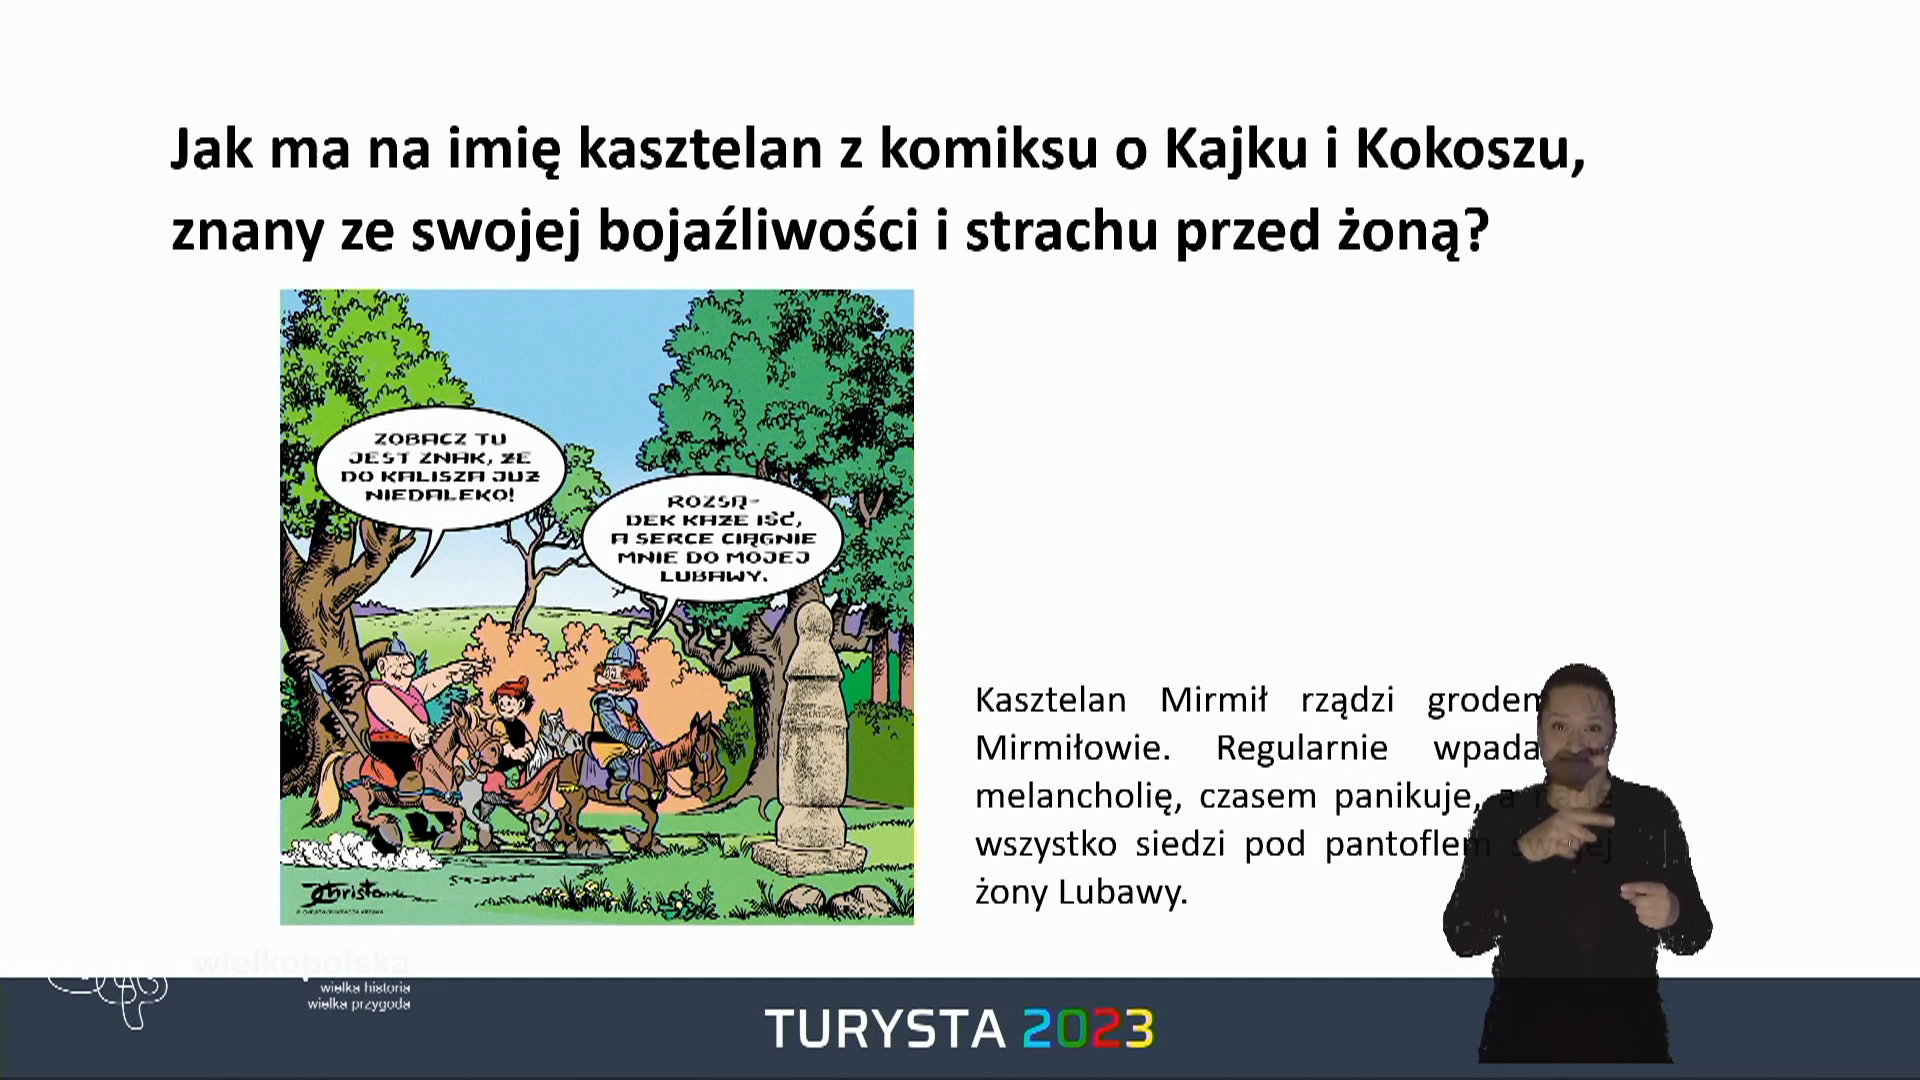 Jak ma na imię kasztelan z komiksu o Kajku i Kokoszu,
znany ze swojej bojaźliwości i strachu przed żoną?
ZOBACZ TU
JEST ZNAK, ŻE
DO KALISZA JUŻ
NIEDALEKO!
ROZSĄ-
DEK KAŻE IŚĆ,
A SERCE CIĄGNIE
MNIE DO MOJEJ
LUBAWY.
Christa
Kasztelan Mirmił rządzi grodem w
Mirmiłowie. Regularnie wpada
melancholię, czasem panikuje, a nade
wszystko siedzi pod pantoflem swojej
żony Lubawy.
wielkopolska
wielka historia
wielka przygoda
TURYSTA 2023